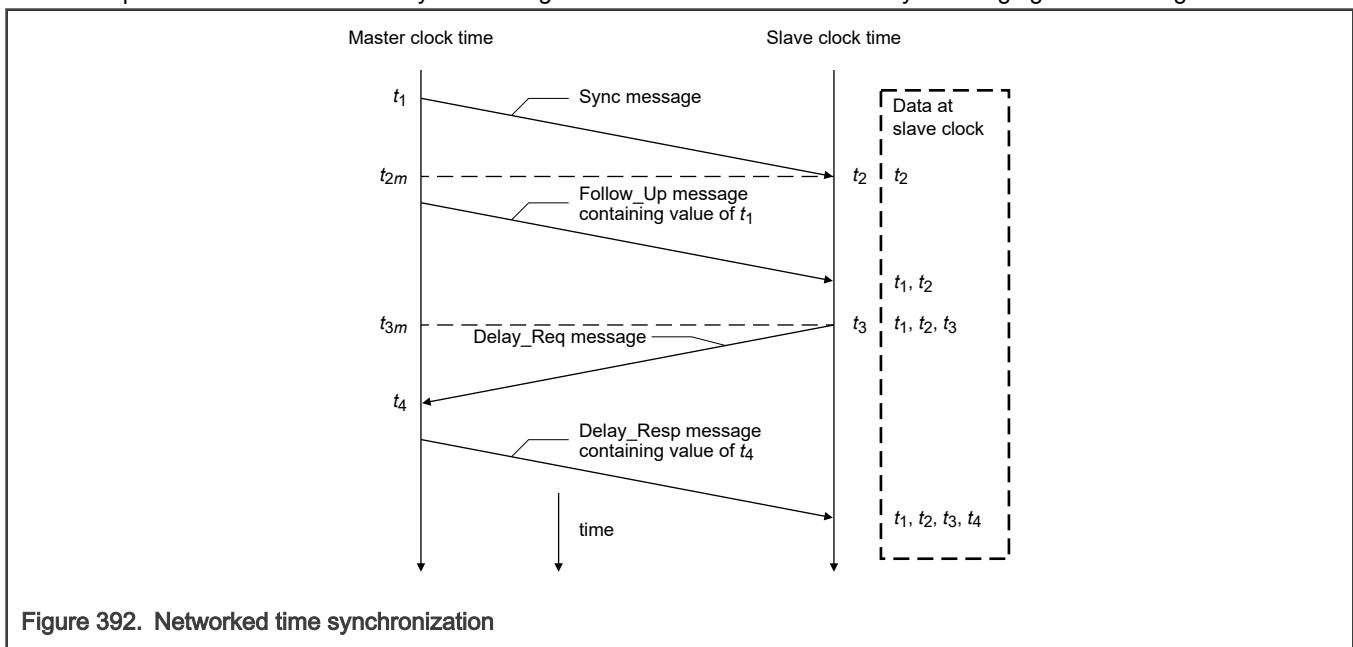 Master clock time
Slave clock time
t1
Sync message
Data at
slave clock
t2m
t2
t2
Follow_Up message
containing value of t1
t1, t2
t3m
t3
t1, t2, t3
Delay_Req message
t4
Delay_Resp message
containing value of t4
t1, t2, t3, t4
time
Figure 392. Networked time synchronization